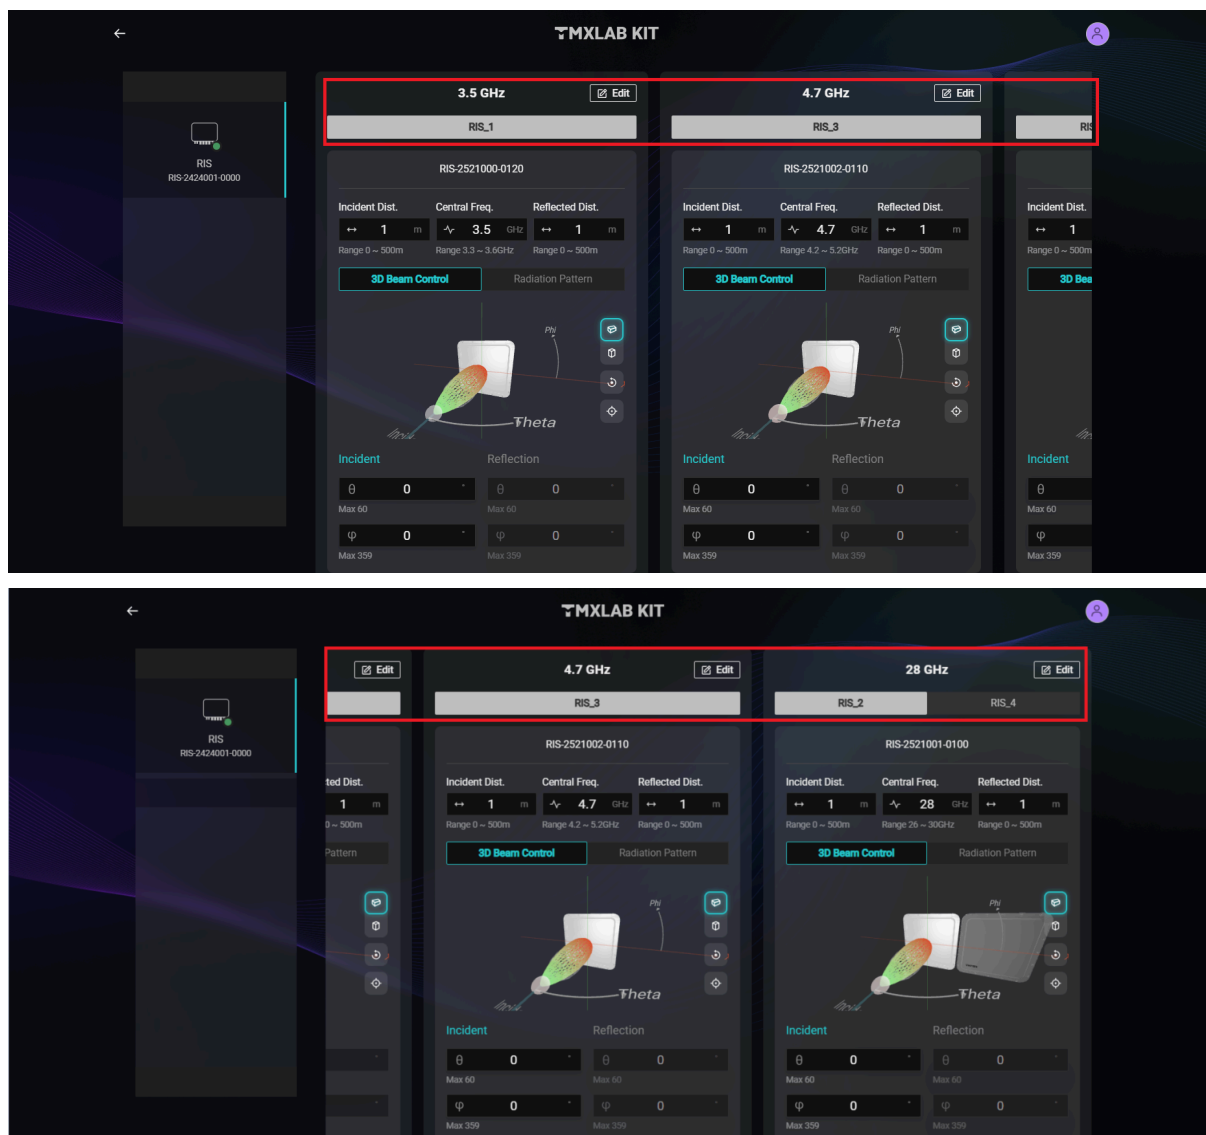 TMXLAB KIT
3.5 GHz
Edit
4.7 GHz
Edit
RIS_1
RIS_3
RIS
RIS
RIS-2424001-0000
RIS-2521000-0120
RIS-2521002-0110
Incident Dist. Central Freq. Reflected Dist.
1 m 3.5 GHz 1 m
Range 0 ~ 500m Range 3.3 ~ 3.6GHz Range 0 ~ 500m
Incident Dist. Central Freq. Reflected Dist.
1 m 4.7 GHz 1 m
Range 0 ~ 500m Range 4.2 ~ 5.2GHz Range 0 ~ 500m
Incident Dist.
1
Range 0 ~ 500m
3D Beam Control Radiation Pattern
3D Beam Control Radiation Pattern
3D Bea
Phi
Theta
Phi
Theta
Incident Reflection
θ 0 ° θ 0 °
Max 60 Max 60
φ 0 ° φ 0 °
Max 359 Max 359
Incident Reflection
θ 0 ° θ 0 °
Max 60 Max 60
φ 0 ° φ 0 °
Max 359 Max 359
Incident
θ
Max 60
φ
Max 359
TMXLAB KIT
Edit
4.7 GHz
Edit
28 GHz
Edit
RIS_3
RIS_2
RIS_4
RIS
RIS-2424001-0000
RIS-2521002-0110
RIS-2521001-0100
ted Dist.
1 m
0 ~ 500m
Incident Dist. Central Freq. Reflected Dist.
1 m 4.7 GHz 1 m
Range 0 ~ 500m Range 4.2 ~ 5.2GHz Range 0 ~ 500m
Incident Dist. Central Freq. Reflected Dist.
1 m 28 GHz 1 m
Range 0 ~ 500m Range 26 ~ 30GHz Range 0 ~ 500m
Pattern
3D Beam Control Radiation Pattern
3D Beam Control Radiation Pattern
Phi
Theta
Phi
Theta
Incident Reflection
θ 0 ° θ 0 °
Max 60 Max 60
φ 0 ° φ 0 °
Max 359 Max 359
Incident Reflection
θ 0 ° θ 0 °
Max 60 Max 60
φ 0 ° φ 0 °
Max 359 Max 359